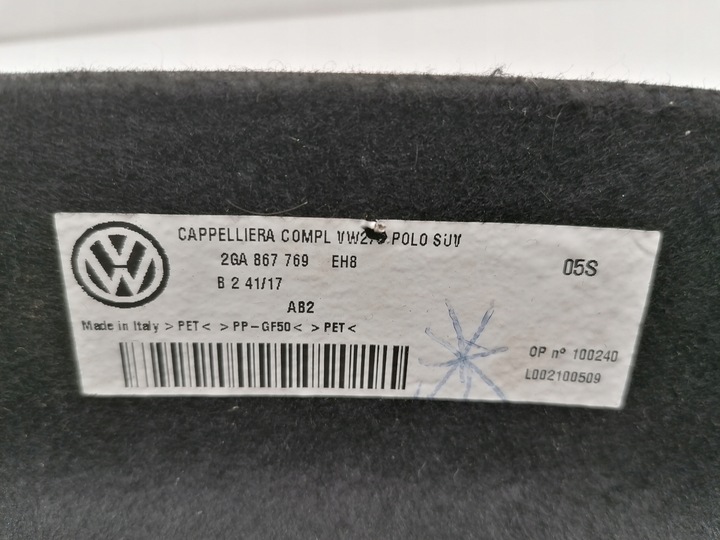 CAPPELLIERA COMPL POLO SUV
2GA 867 769 EH8
05S
B 2 41/17
AB2
Made in Italy >PET< >PP-GF50< >PET<
OP n° 100240
L002100509